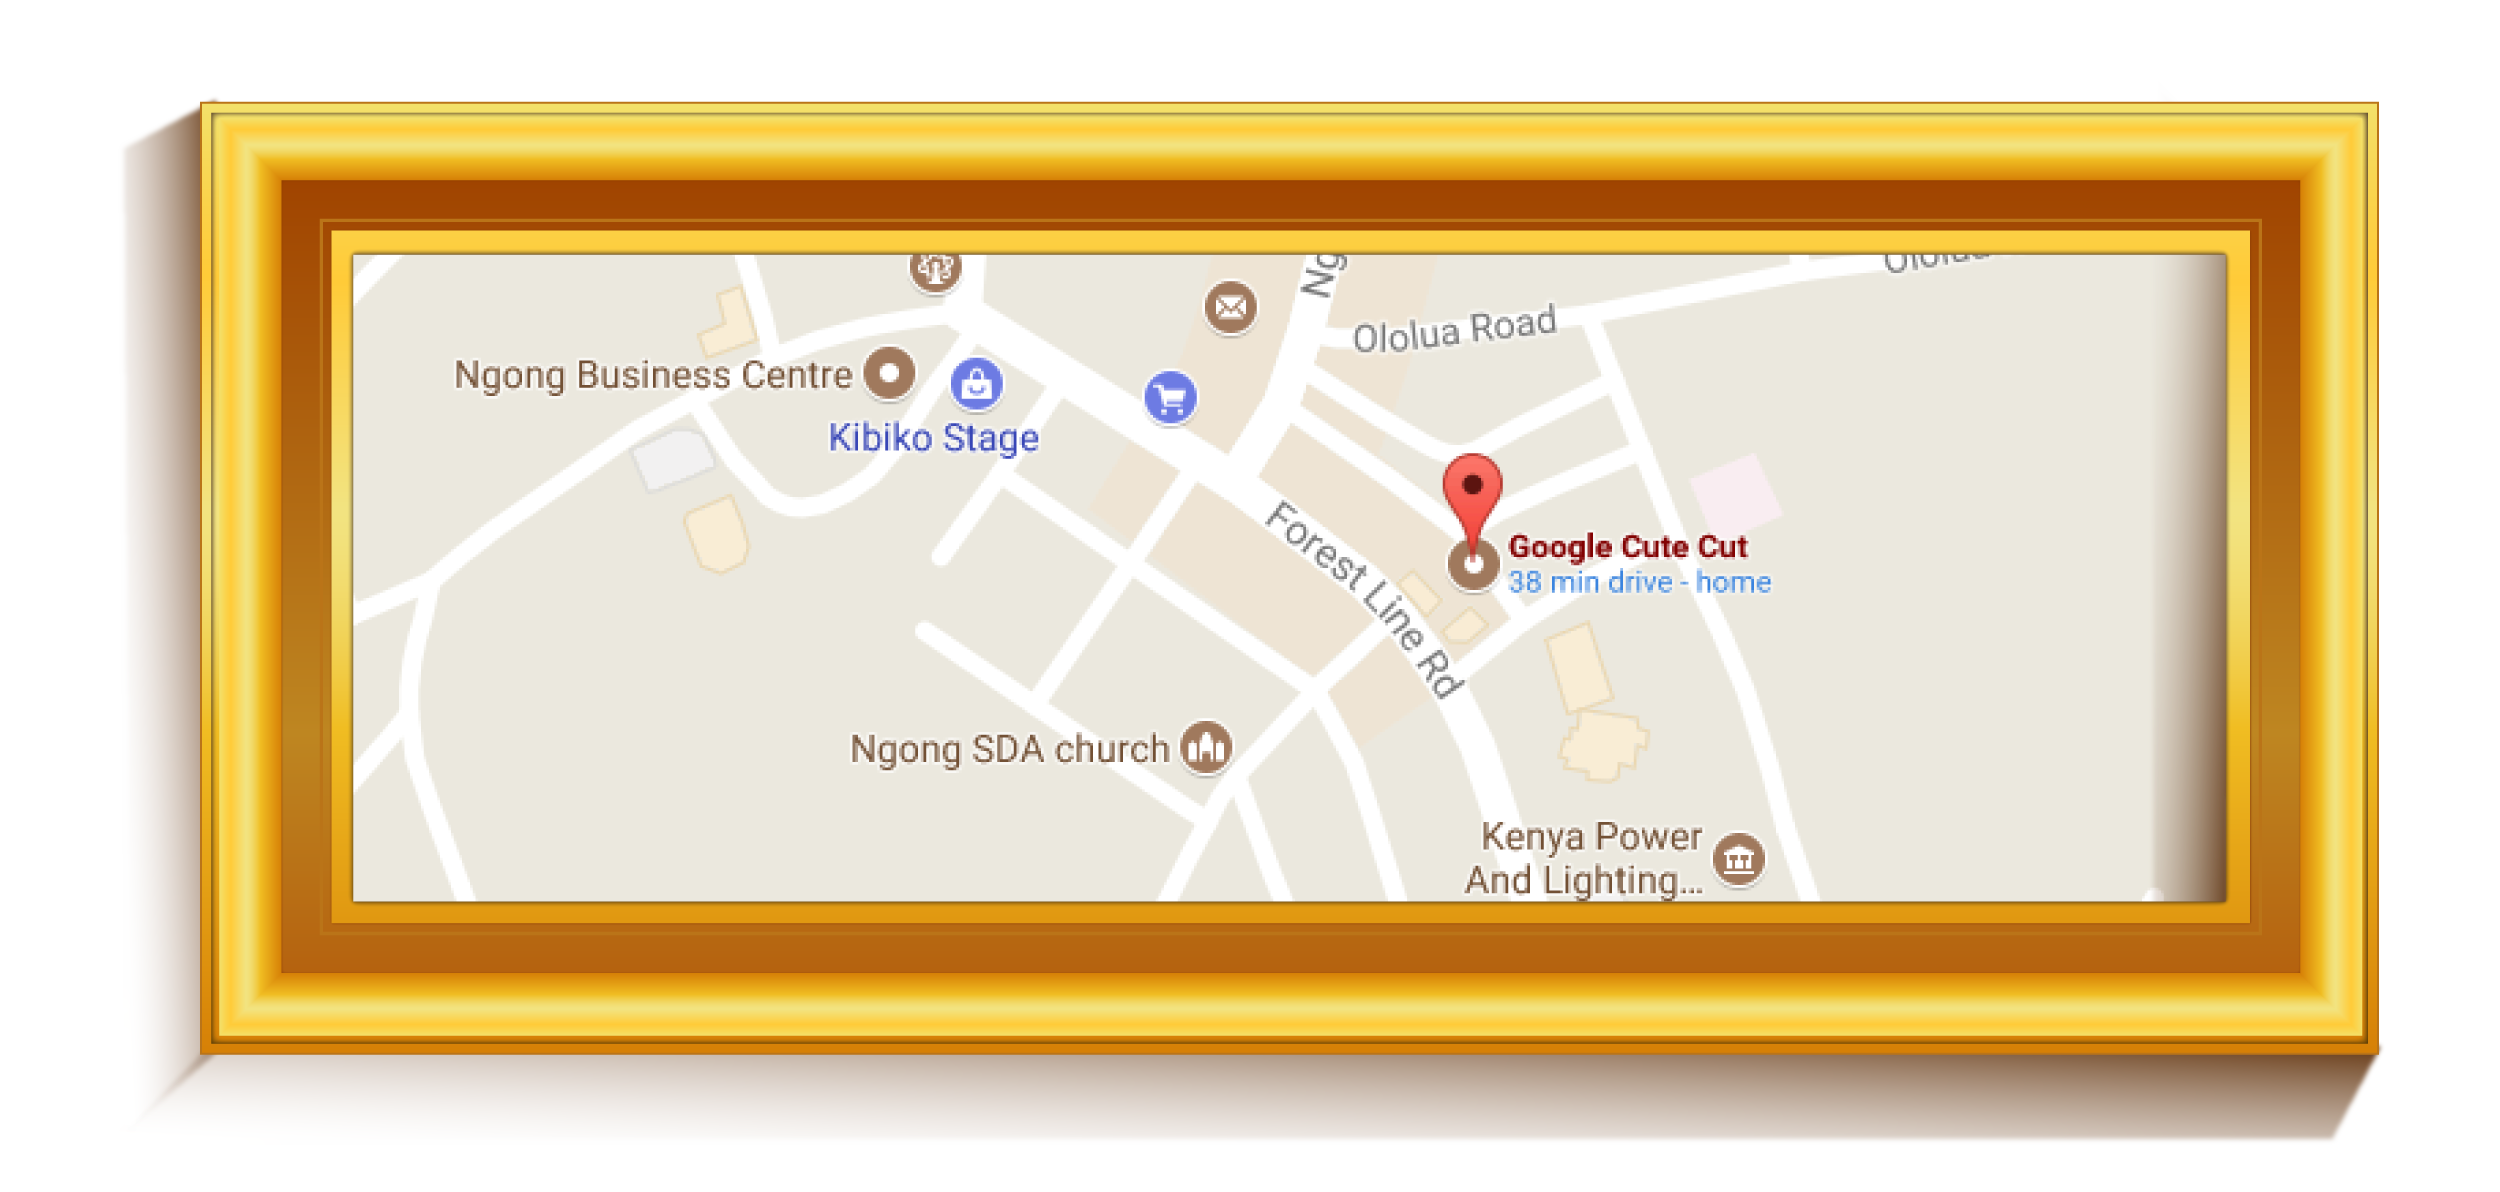 Ng
Ololua
Ololua Road
Ngong Business Centre
Kibiko Stage
Forest Line Rd
Google Cute Cut
38 min drive - home
Ngong SDA church
Kenya Power
And Lighting...